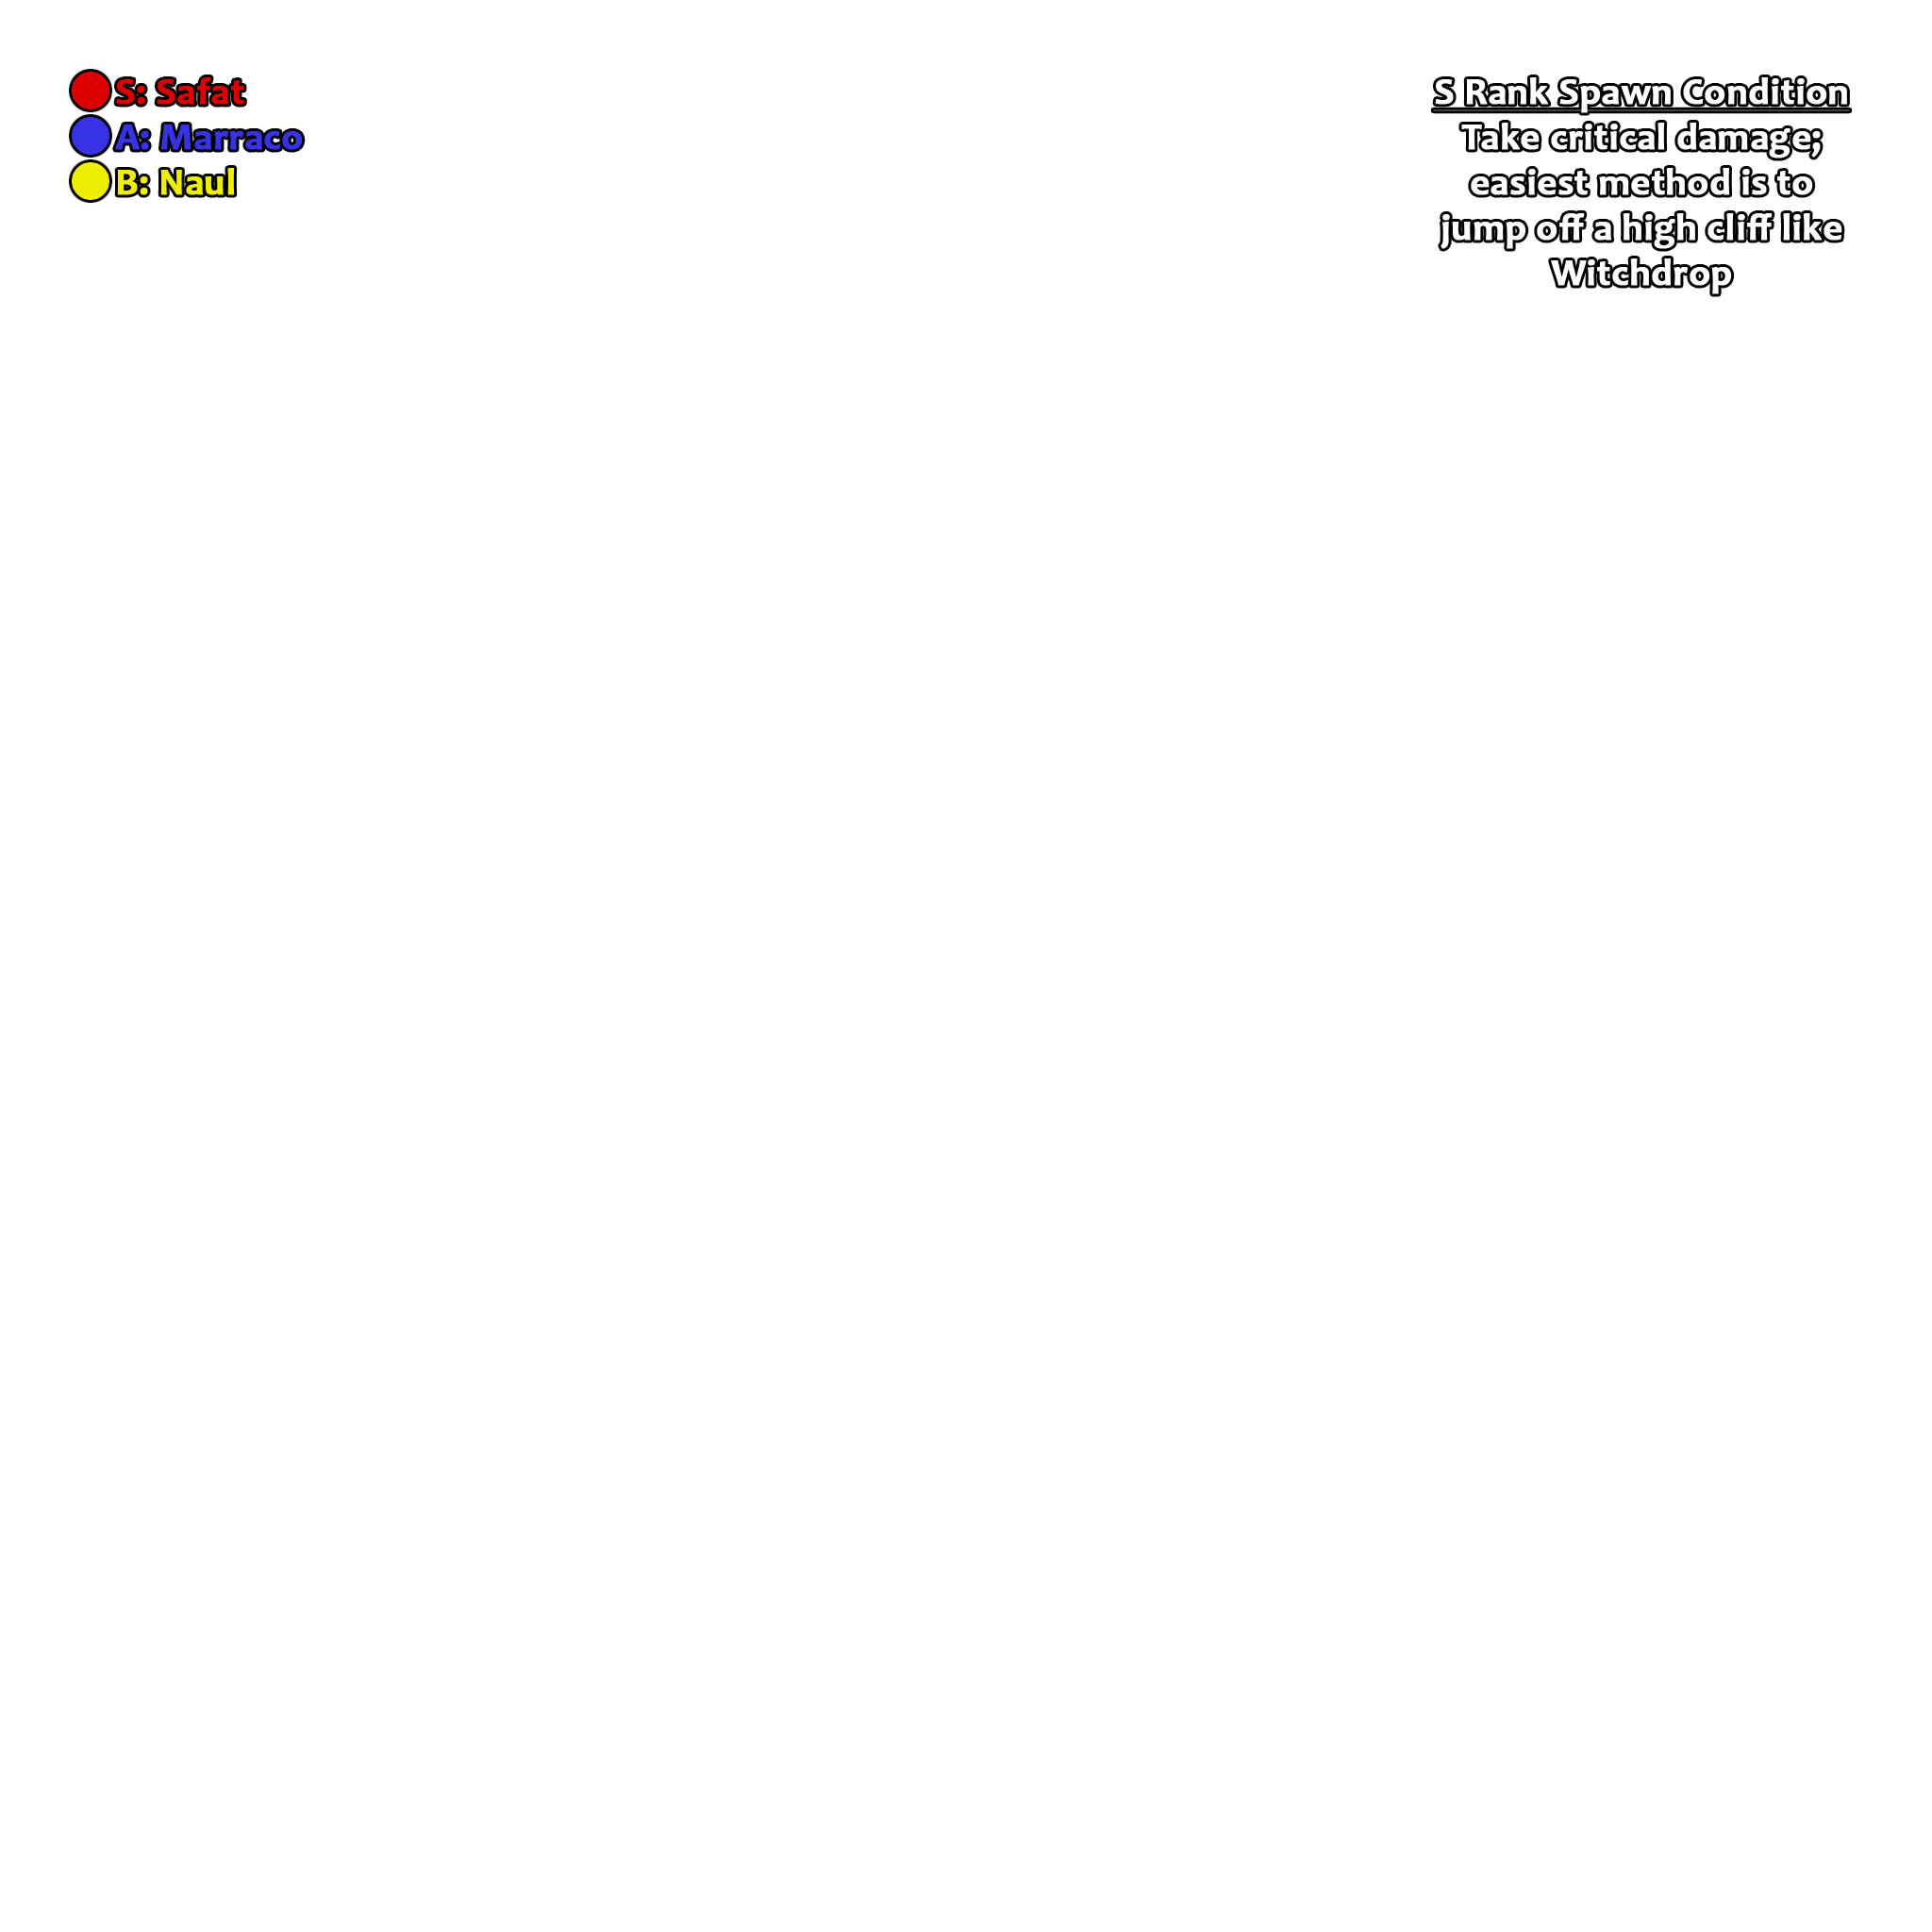 S: Safat
A: Marraco
B: Naul
S Rank Spawn Condition
Take critical damage;
easiest method is to
jump off a high cliff like
Witchdrop